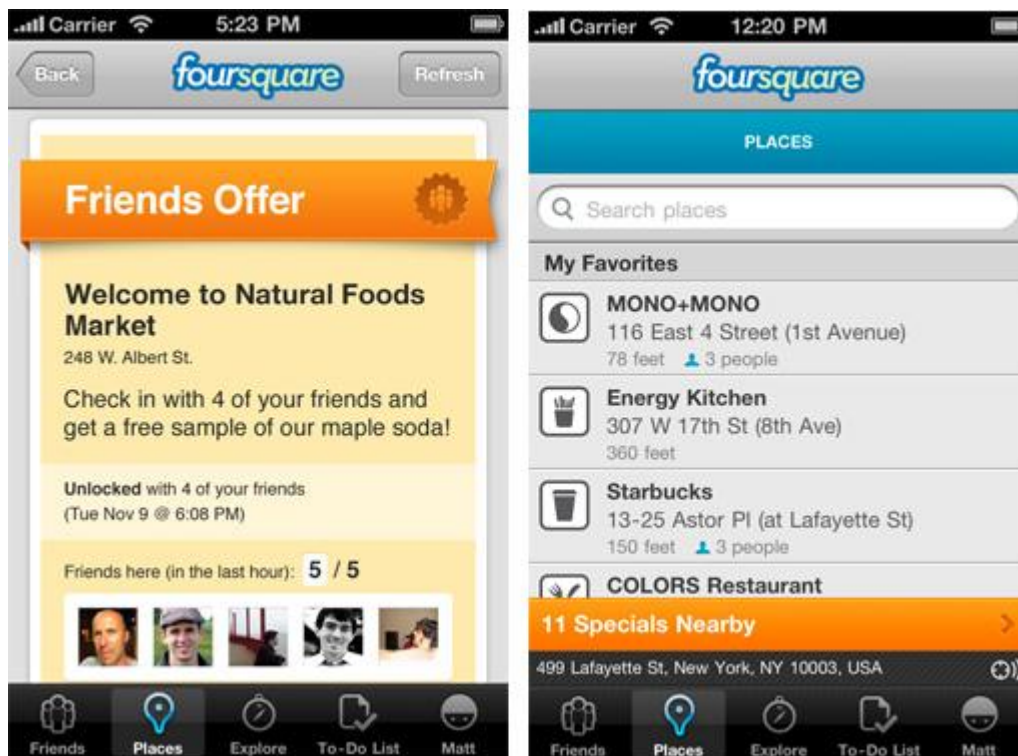 Carrier 5:23 PM
Back foursquare Refresh
Friends Offer
Welcome to Natural Foods
Market
248 W. Albert St.
Check in with 4 of your friends and
get a free sample of our maple soda!
Unlocked with 4 of your friends
(Tue Nov 9 @ 6:08 PM)
Friends here (in the last hour): 5 / 5
Friends Places Explore To-Do List Matt
Carrier 12:20 PM
foursquare
PLACES
Search places
My Favorites
MONO+MONO
116 East 4 Street (1st Avenue)
78 feet 3 people
Energy Kitchen
307 W 17th St (8th Ave)
360 feet
Starbucks
13-25 Astor Pl (at Lafayette St)
150 feet 3 people
COLORS Restaurant
11 Specials Nearby
499 Lafayette St, New York, NY 10003, USA
Friends Places Explore To-Do List Matt